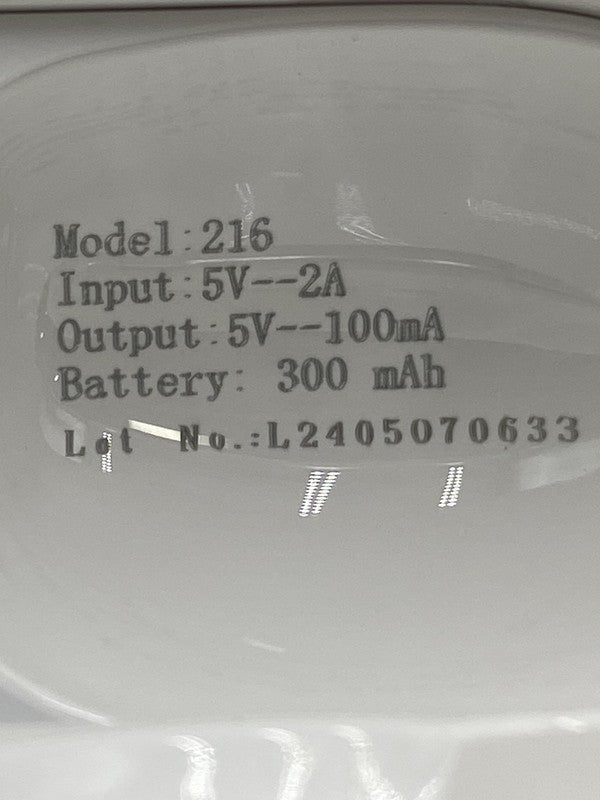 Model:216
Input:5V--2A
Output:5V--100mA
Battery: 300 mAh
Lot No.:L2405070633